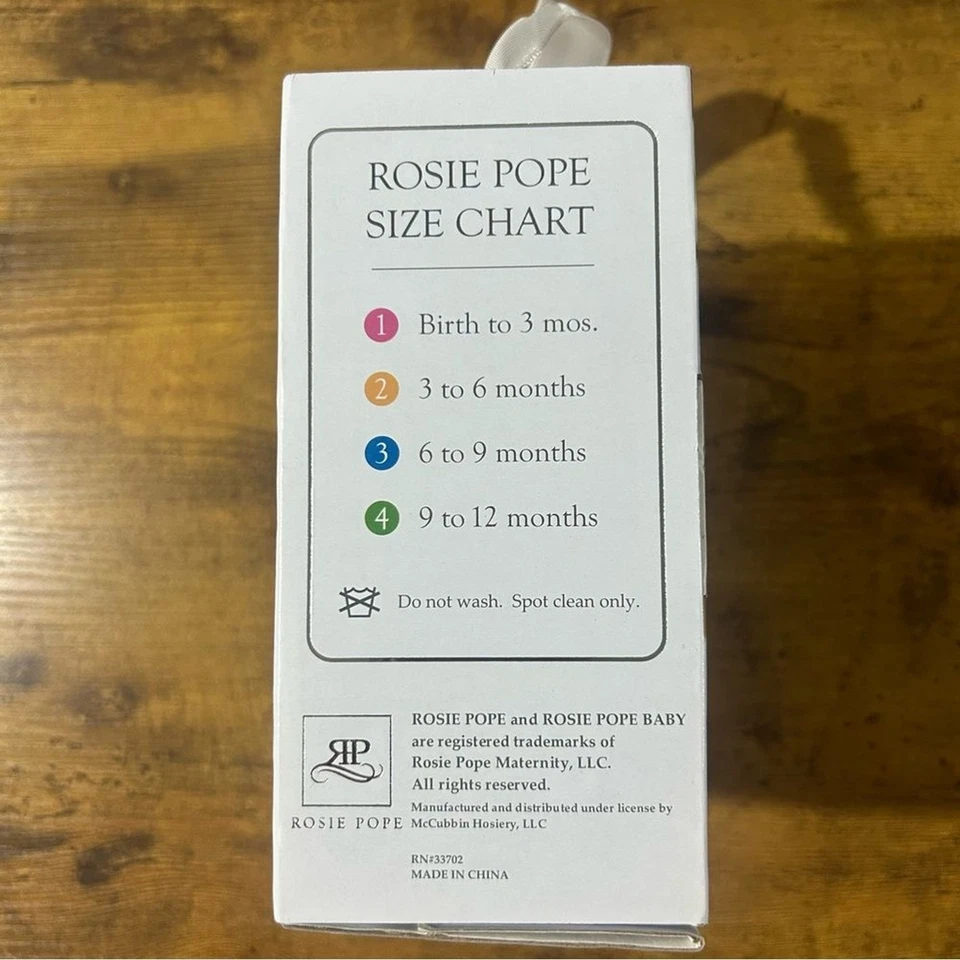 ROSIE POPE
SIZE CHART
1 Birth to 3 mos.
2 3 to 6 months
3 6 to 9 months
4 9 to 12 months
Do not wash. Spot clean only.
RP
ROSIE POPE
ROSIE POPE and ROSIE POPE BABY
are registered trademarks of
Rosie Pope Maternity, LLC.
All rights reserved.
Manufactured and distributed under license by
McCubbin Hosiery, LLC
RN#33702
MADE IN CHINA